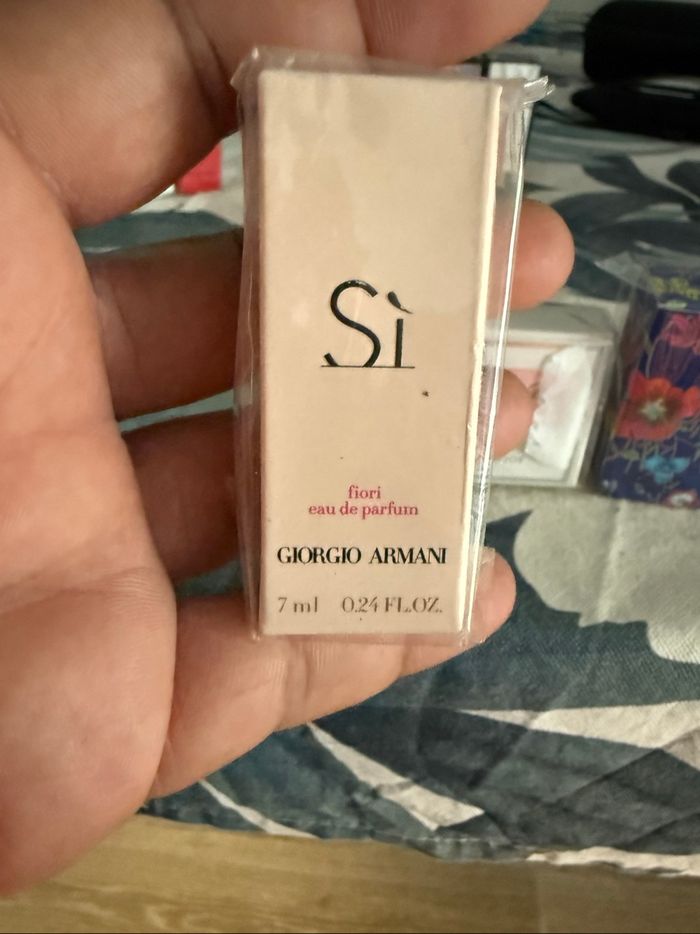 Sì
fiori
eau de parfum
GIORGIO ARMANI
7 ml 0.24 FL.OZ.